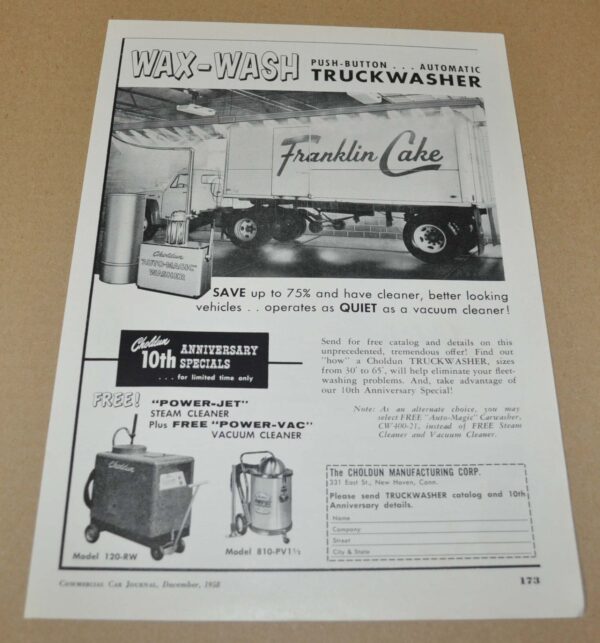 WAX-WASH
PUSH-BUTTON . . . AUTOMATIC
TRUCKWASHER
Franklin Cake
Choldun
"AUTO-MAGIC"
WASHER
SAVE up to 75% and have cleaner, better looking
vehicles . . operates as QUIET as a vacuum cleaner!
Choldun
10th ANNIVERSARY
SPECIALS
. . . for limited time only
Send for free catalog and details on this
unprecedented, tremendous offer! Find out
"how" a Choldun TRUCKWASHER, sizes
from 30' to 65', will help eliminate your fleet-
washing problems. And, take advantage of
our 10th Anniversary Special!
Note: As an alternate choice, you may
select FREE "Auto-Magic" Carwasher,
CW400-21, instead of FREE Steam
Cleaner and Vacuum Cleaner.
FREE! "POWER-JET"
STEAM CLEANER
Plus FREE "POWER-VAC"
VACUUM CLEANER
Choldun
Model 120-RW
Model 810-PV1½
The CHOLDUN MANUFACTURING CORP.
331 East St., New Haven, Conn.
Please send TRUCKWASHER catalog and 10th
Anniversary details.
Name
Company
Street
City & State
COMMERCIAL CAR JOURNAL, December, 1958
173